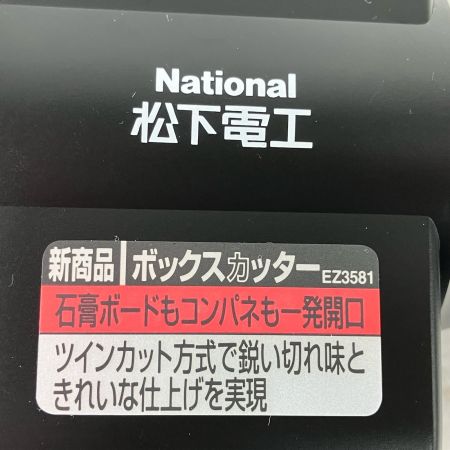 National
松下電工
新商品|ボックスカッター EZ3581
石膏ボードもコンパネも一発開口
ツインカット方式で鋭い切れ味と
きれいな仕上げを実現